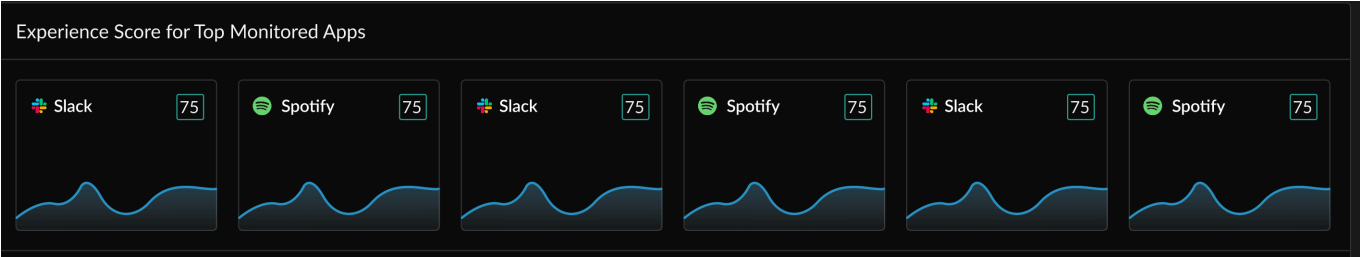 Experience Score for Top Monitored Apps
Slack 75 Spotify 75 Slack 75 Spotify 75 Slack 75 Spotify 75